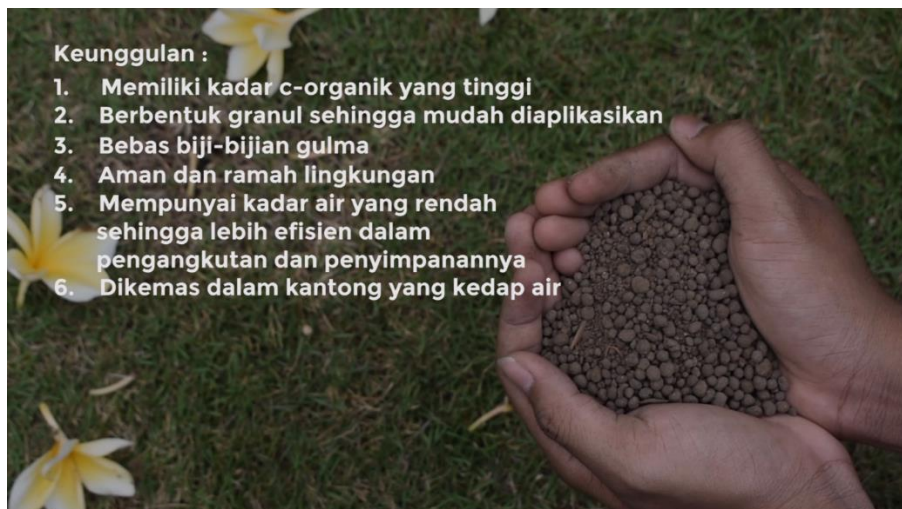 Keunggulan :
1. Memiliki kadar c-organik yang tinggi
2. Berbentuk granul sehingga mudah diaplikasikan
3. Bebas biji-bijian gulma
4. Aman dan ramah lingkungan
5. Mempunyai kadar air yang rendah
sehingga lebih efisien dalam
pengangkutan dan penyimpanannya
6. Dikemas dalam kantong yang kedap air